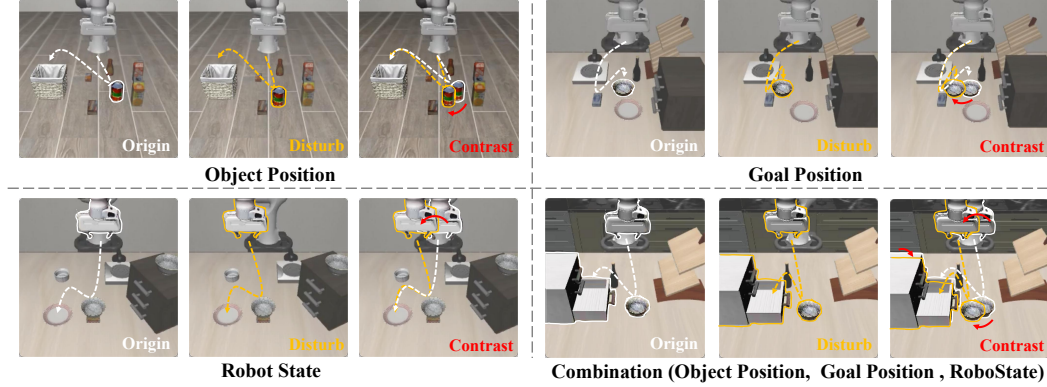 Origin
Disturb
Contrast
Origin
Disturb
Contrast
Object Position
Goal Position
Origin
Disturb
Contrast
Origin
Disturb
Contrast
Robot State
Combination (Object Position, Goal Position , RoboState)